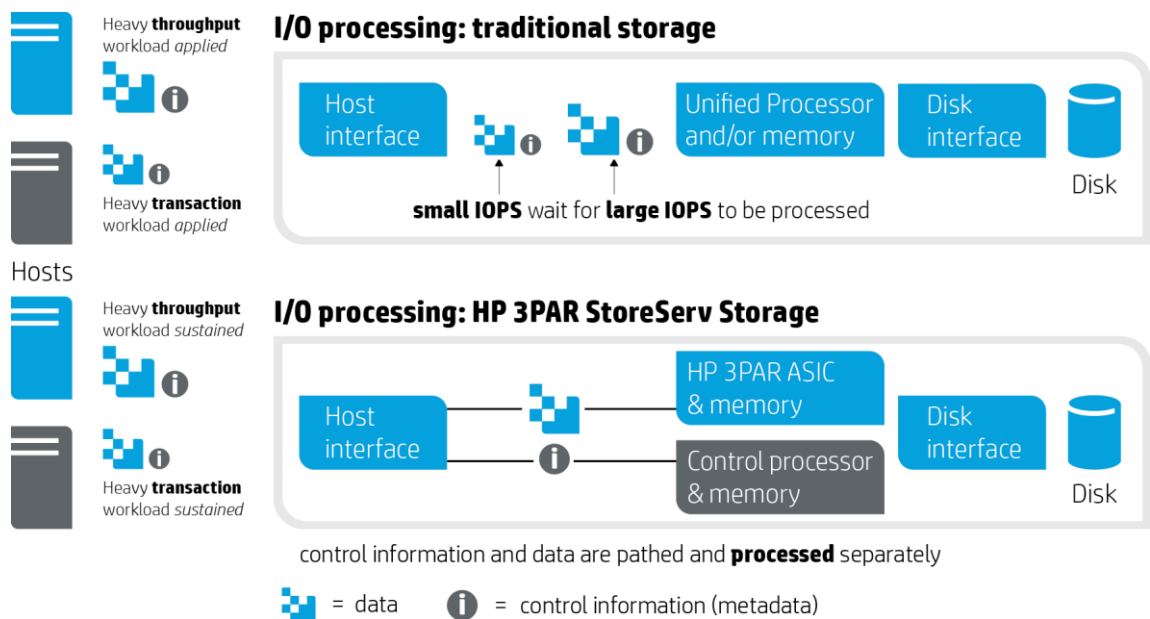 Heavy throughput
workload applied
I/O processing: traditional storage
Host
interface
Unified Processor
and/or memory
Disk
interface
Disk
small IOPS wait for large IOPS to be processed
Heavy transaction
workload applied
Hosts
Heavy throughput
workload sustained
I/O processing: HP 3PAR StoreServ Storage
Host
interface
HP 3PAR ASIC
& memory
Control processor
& memory
Disk
interface
Disk
Heavy transaction
workload sustained
control information and data are pathed and processed separately
= data
i = control information (metadata)